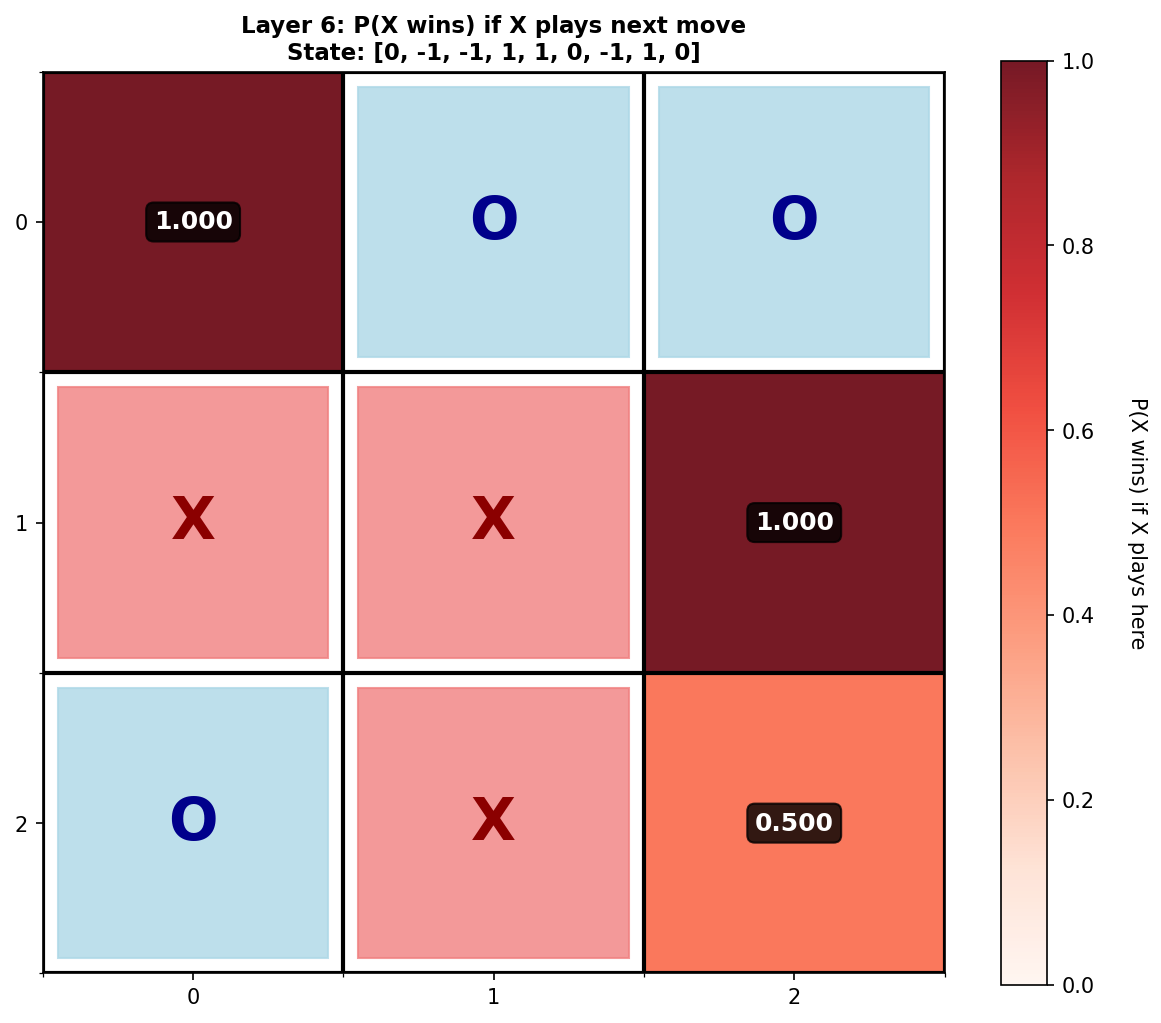 Layer 6: P(X wins) if X plays next move
State: [0, -1, -1, 1, 1, 0, -1, 1, 0]
1.0
0.8
0.6
0.4
0.2
0.0
P(X wins) if X plays here
0
1.000
O
O
1
X
X
1.000
2
O
X
0.500
0
1
2